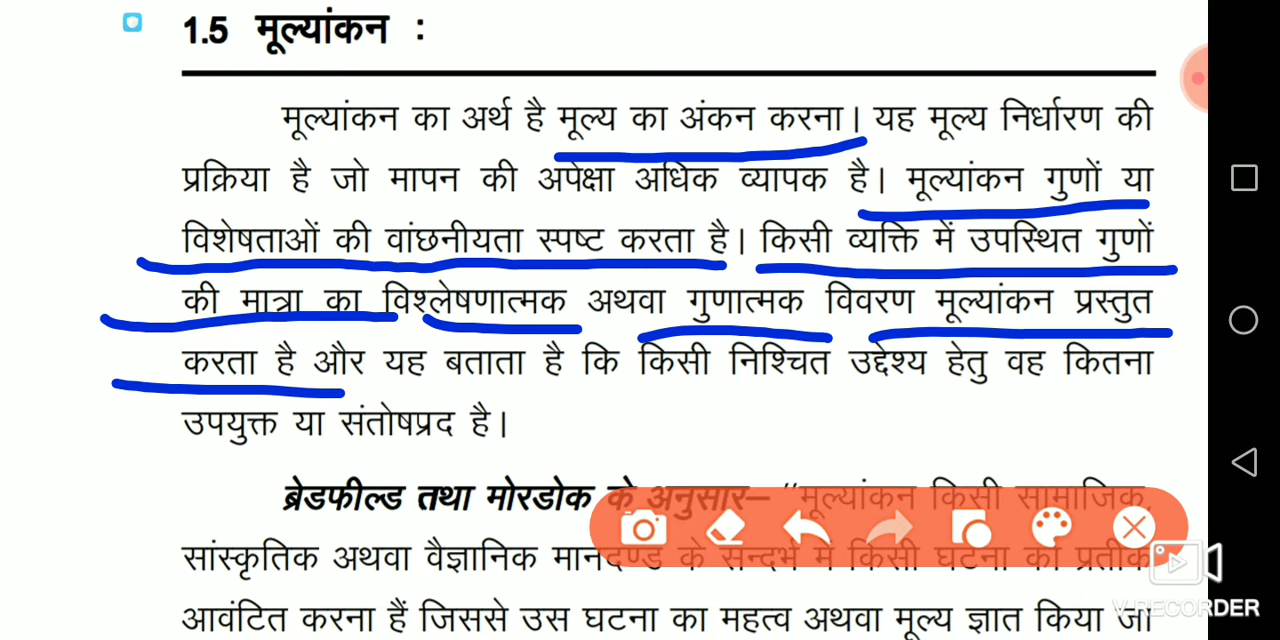 1.5 मूल्यांकन :
मूल्यांकन का अर्थ है मूल्य का अंकन करना। यह मूल्य निर्धारण की
प्रक्रिया है जो मापन की अपेक्षा अधिक व्यापक है। मूल्यांकन गुणों या
विशेषताओं की वांछनीयता स्पष्ट करता है। किसी व्यक्ति में उपस्थित गुणों
की मात्रा का विश्लेषणात्मक अथवा गुणात्मक विवरण मूल्यांकन प्रस्तुत
करता है और यह बताता है कि किसी निश्चित उद्देश्य हेतु वह कितना
उपयुक्त या संतोषप्रद है।
ब्रेडफील्ड तथा मोरडोक के अनुसार– "मूल्यांकन किसी सामाजिक,
सांस्कृतिक अथवा वैज्ञानिक मानदण्ड के सन्दर्भ में किसी घटना को प्रतीक
आवंटित करना हैं जिससे उस घटना का महत्व अथवा मूल्य ज्ञात किया जा
V RECORDER